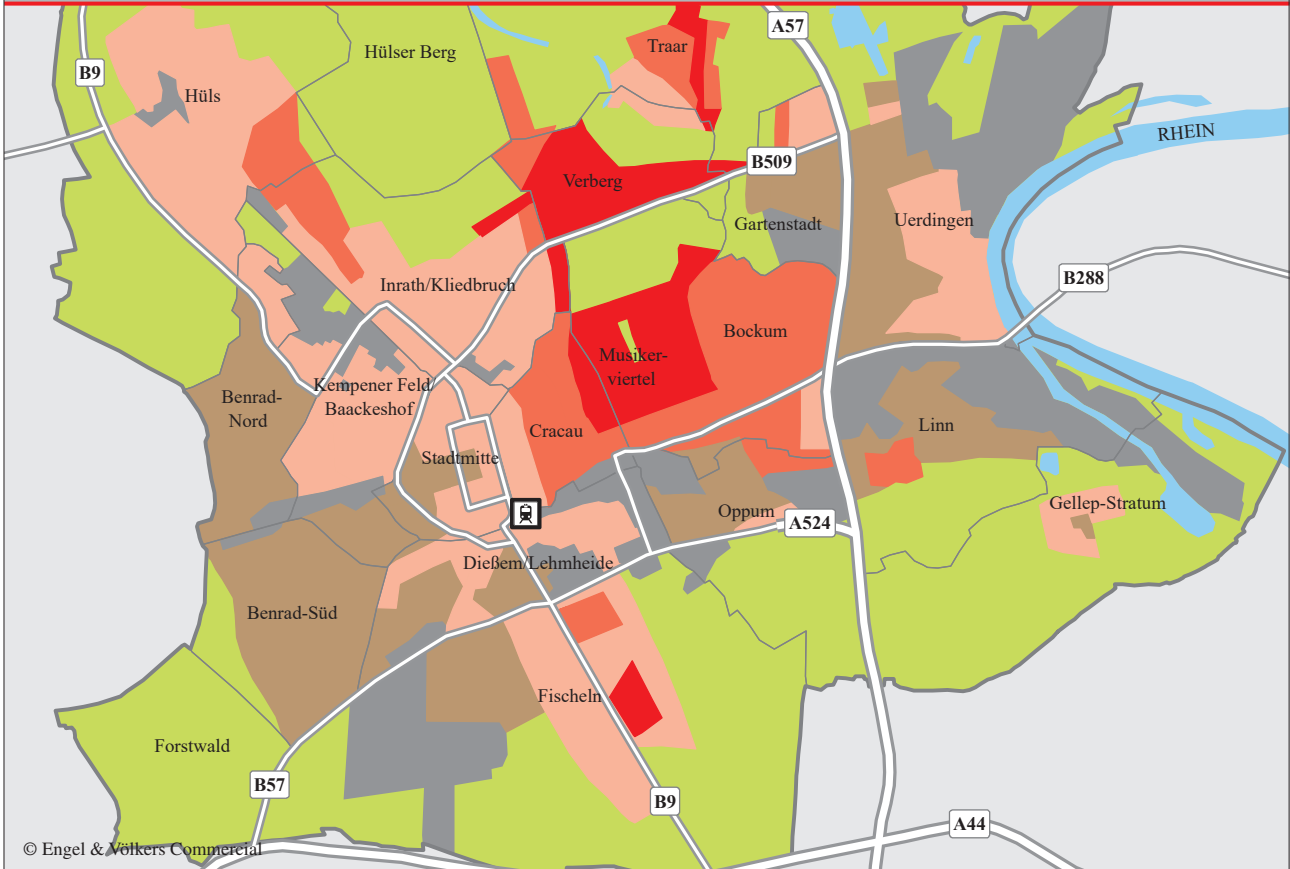 A57
Traar
Hülser Berg
B9
Hüls
RHEIN
B509
Verberg
Uerdingen
Gartenstadt
B288
Inrath/Kliedbruch
Bockum
Musiker-
viertel
Kempener Feld
Baackeshof
Benrad-
Nord
Linn
Cracau
Stadtmitte
Gellep-Stratum
Oppum
A524
Dießem/Lehmheide
Benrad-Süd
Fischeln
Forstwald
B57
B9
A44
© Engel & Völkers Commercial